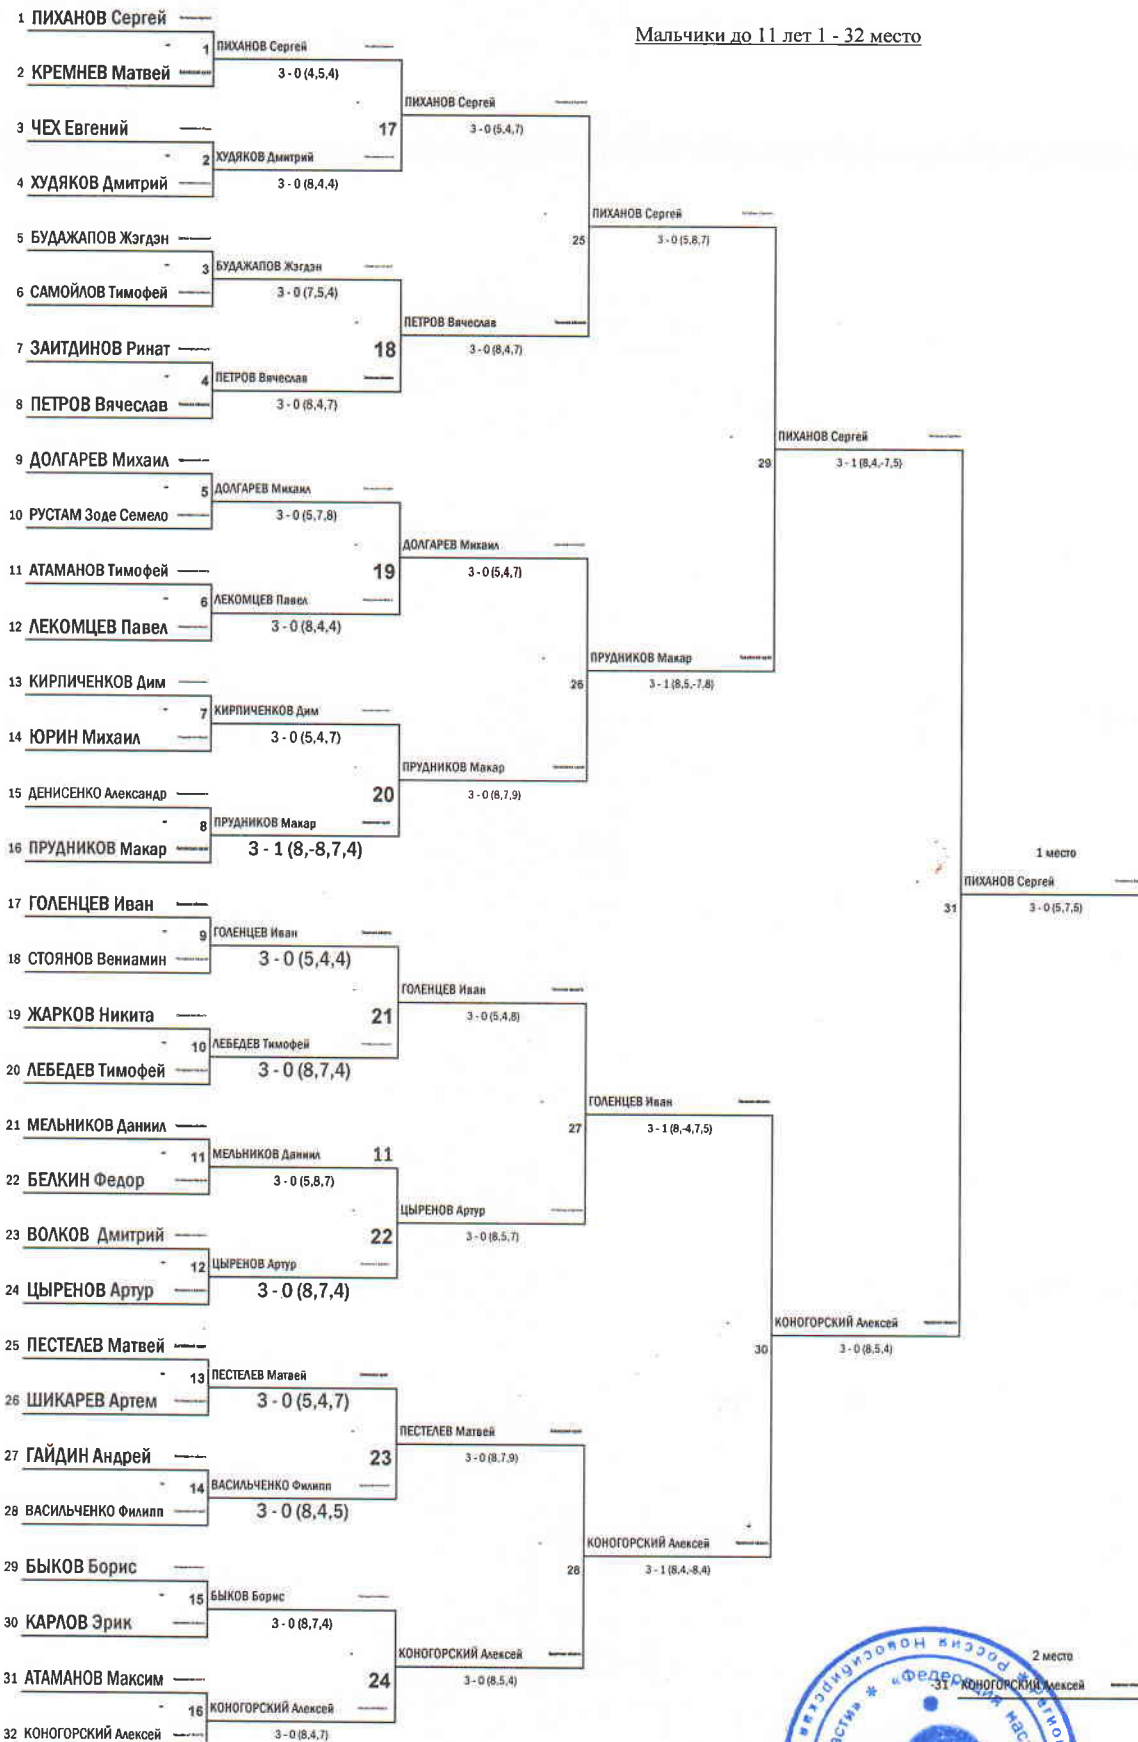 Мальчики до 11 лет 1 - 32 место
1 ПИХАНОВ Сергей
- 1 ПИХАНОВ Сергей
2 КРЕМНЕВ Матвей 3 - 0 (4,5,4)
ПИХАНОВ Сергей
3 ЧЕХ Евгений 17 3 - 0 (5,4,7)
- 2 ХУДЯКОВ Дмитрий
4 ХУДЯКОВ Дмитрий 3 - 0 (8,4,4)
ПИХАНОВ Сергей
5 БУДАЖАПОВ Жэгдэн 25 3 - 0 (5,8,7)
- 3 БУДАЖАПОВ Жэгдэн
6 САМОЙЛОВ Тимофей 3 - 0 (7,5,4)
ПЕТРОВ Вячеслав
7 ЗАИТДИНОВ Ринат 18 3 - 0 (8,4,7)
- 4 ПЕТРОВ Вячеслав
8 ПЕТРОВ Вячеслав 3 - 0 (8,4,7)
ПИХАНОВ Сергей
9 ДОЛГАРЕВ Михаил 29 3 - 1 (8,4,-7,5)
- 5 ДОЛГАРЕВ Михаил
10 РУСТАМ Зоде Семело 3 - 0 (5,7,8)
ДОЛГАРЕВ Михаил
11 АТАМАНОВ Тимофей 19 3 - 0 (5,4,7)
- 6 ЛЕКОМЦЕВ Павел
12 ЛЕКОМЦЕВ Павел 3 - 0 (8,4,4)
ПРУДНИКОВ Макар
13 КИРПИЧЕНКОВ Дим 26 3 - 1 (8,5,-7,8)
- 7 КИРПИЧЕНКОВ Дим
14 ЮРИН Михаил 3 - 0 (5,4,7)
ПРУДНИКОВ Макар
15 ДЕНИСЕНКО Александр 20 3 - 0 (8,7,9)
- 8 ПРУДНИКОВ Макар
16 ПРУДНИКОВ Макар 3 - 1 (8,-8,7,4)
1 место
ПИХАНОВ Сергей
17 ГОЛЕНЦЕВ Иван 31 3 - 0 (5,7,5)
- 9 ГОЛЕНЦЕВ Иван
18 СТОЯНОВ Вениамин 3 - 0 (5,4,4)
ГОЛЕНЦЕВ Иван
19 ЖАРКОВ Никита 21 3 - 0 (5,4,8)
- 10 ЛЕБЕДЕВ Тимофей
20 ЛЕБЕДЕВ Тимофей 3 - 0 (8,7,4)
ГОЛЕНЦЕВ Иван
21 МЕЛЬНИКОВ Даниил 27 3 - 1 (8,-4,7,5)
- 11 МЕЛЬНИКОВ Даниил 11
22 БЕЛКИН Федор 3 - 0 (5,8,7)
ЦЫРЕНОВ Артур
23 ВОЛКОВ Дмитрий 22 3 - 0 (8,5,7)
- 12 ЦЫРЕНОВ Артур
24 ЦЫРЕНОВ Артур 3 - 0 (8,7,4)
КОНОГОРСКИЙ Алексей
25 ПЕСТЕЛЕВ Матвей 30 3 - 0 (8,5,4)
- 13 ПЕСТЕЛЕВ Матвей
26 ШИКАРЕВ Артем 3 - 0 (5,4,7)
ПЕСТЕЛЕВ Матвей
27 ГАЙДИН Андрей 23 3 - 0 (8,7,9)
- 14 ВАСИЛЬЧЕНКО Филипп
28 ВАСИЛЬЧЕНКО Филипп 3 - 0 (8,4,5)
КОНОГОРСКИЙ Алексей
29 БЫКОВ Борис 28 3 - 1 (8,4,-8,4)
- 15 БЫКОВ Борис
30 КАРЛОВ Эрик 3 - 0 (8,7,4)
КОНОГОРСКИЙ Алексей
31 АТАМАНОВ Максим 24 3 - 0 (8,5,4)
- 16 КОНОГОРСКИЙ Алексей
32 КОНОГОРСКИЙ Алексей 3 - 0 (8,4,7)
2 место
-31 КОНОГОРСКИЙ Алексей
Россия Новосибирская
«Федерация